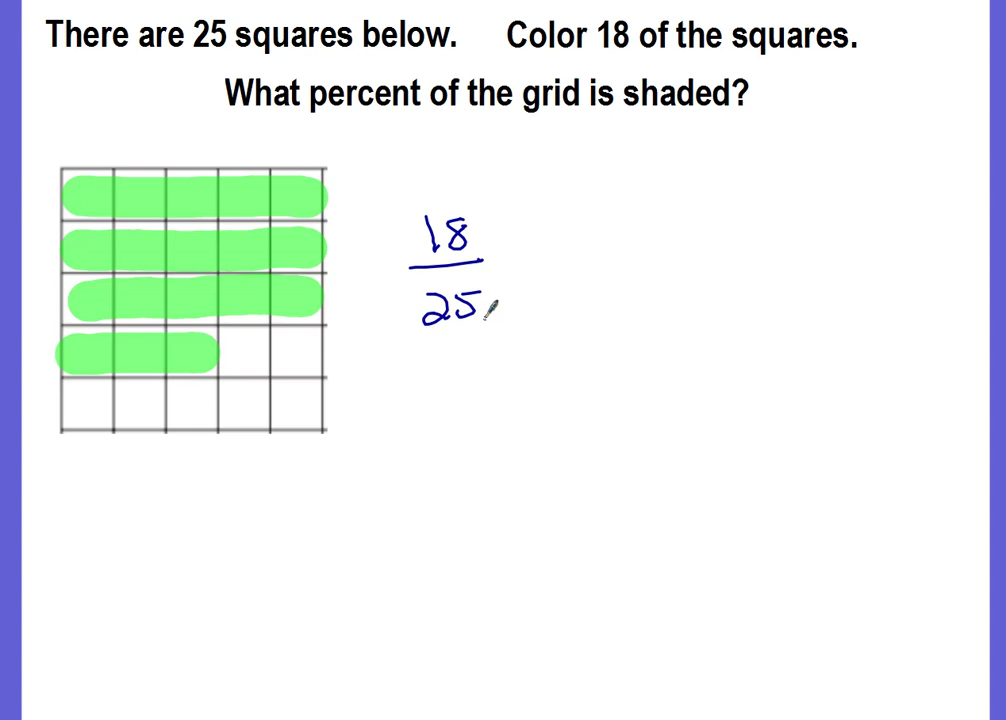 There are 25 squares below. Color 18 of the squares.
What percent of the grid is shaded?
18
25